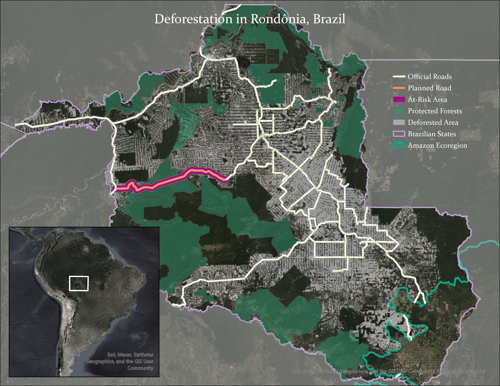 Deforestation in Rondônia, Brazil
Official Roads
Planned Road
At-Risk Area
Protected Forests
Deforested Area
Brazilian States
Amazon Ecoregion
Esri, Maxar, Earthstar
Geographics, and the GIS User
Community